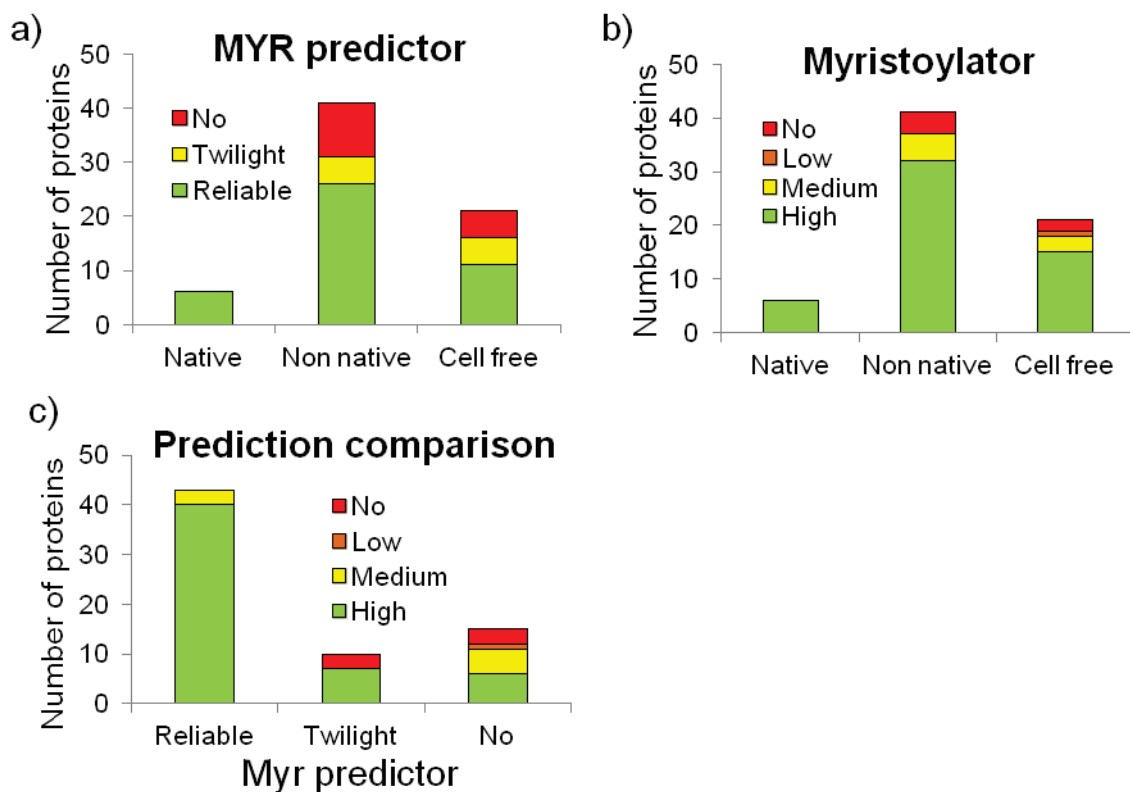 a)
MYR predictor
Number of proteins
50
40
30
20
10
0
No
Twilight
Reliable
Native Non native Cell free
b)
Myristoylator
Number of proteins
50
40
30
20
10
0
No
Low
Medium
High
Native Non native Cell free
c)
Prediction comparison
Number of proteins
50
40
30
20
10
0
No
Low
Medium
High
Reliable Twilight No
Myr predictor